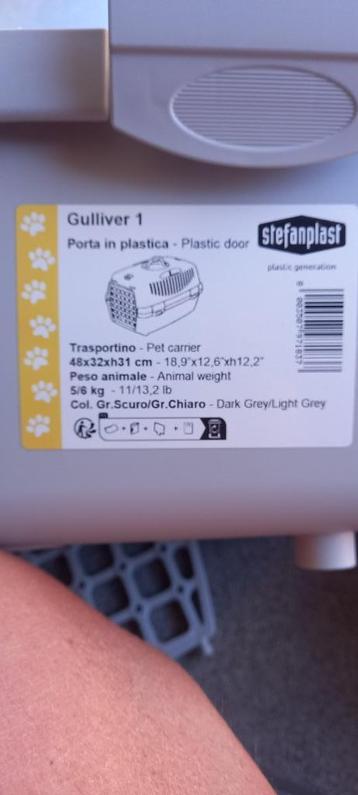 Gulliver 1
Porta in plastica - Plastic door
stefanplast
plastic generation
Trasportino - Pet carrier
48x32xh31 cm - 18,9"x12,6"xh12,2"
Peso animale - Animal weight
5/6 kg - 11/13,2 lb
Col. Gr.Scuro/Gr.Chiaro - Dark Grey/Light Grey